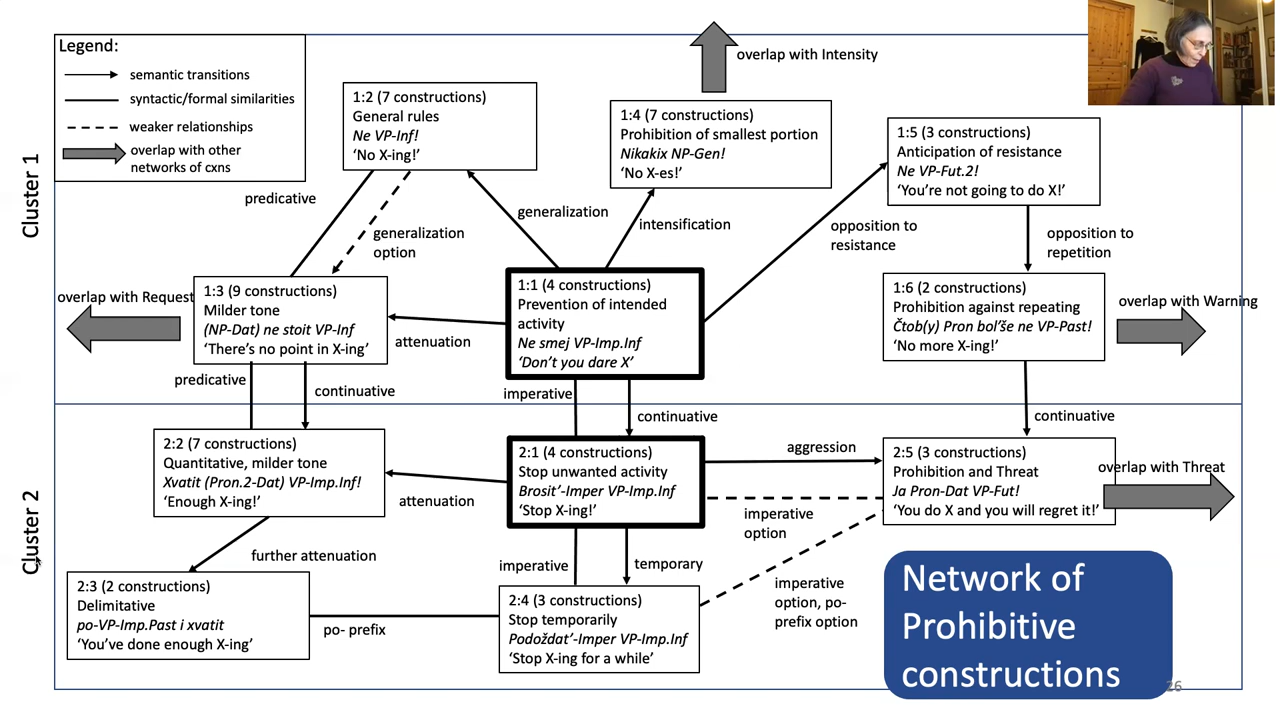 Legend:
semantic transitions
syntactic/formal similarities
weaker relationships
overlap with other
networks of cxns
overlap with Intensity
Cluster 1
1:2 (7 constructions)
General rules
Ne VP-Inf!
‘No X-ing!’
1:4 (7 constructions)
Prohibition of smallest portion
Nikakix NP-Gen!
‘No X-es!’
1:5 (3 constructions)
Anticipation of resistance
Ne VP-Fut.2!
‘You’re not going to do X!’
predicative
generalization
option
generalization
intensification
opposition to
resistance
opposition to
repetition
overlap with Request
1:3 (9 constructions)
Milder tone
(NP-Dat) ne stoit VP-Inf
‘There’s no point in X-ing’
attenuation
1:1 (4 constructions)
Prevention of intended
activity
Ne smej VP-Imp.Inf
‘Don’t you dare X’
1:6 (2 constructions)
Prohibition against repeating
Čtob(y) Pron bol’še ne VP-Past!
‘No more X-ing!’
overlap with Warning
predicative
continuative
imperative
continuative
continuative
Cluster 2
2:2 (7 constructions)
Quantitative, milder tone
Xvatit (Pron.2-Dat) VP-Imp.Inf!
‘Enough X-ing!’
attenuation
2:1 (4 constructions)
Stop unwanted activity
Brosit’-Imper VP-Imp.Inf
‘Stop X-ing!’
aggression
imperative
option
2:5 (3 constructions)
Prohibition and Threat
Ja Pron-Dat VP-Fut!
‘You do X and you will regret it!’
overlap with Threat
further attenuation
imperative
temporary
imperative
option, po-
prefix option
2:3 (2 constructions)
Delimitative
po-VP-Imp.Past i xvatit
‘You’ve done enough X-ing’
po- prefix
2:4 (3 constructions)
Stop temporarily
Podoždat’-Imper VP-Imp.Inf
‘Stop X-ing for a while’
Network of
Prohibitive
constructions
26